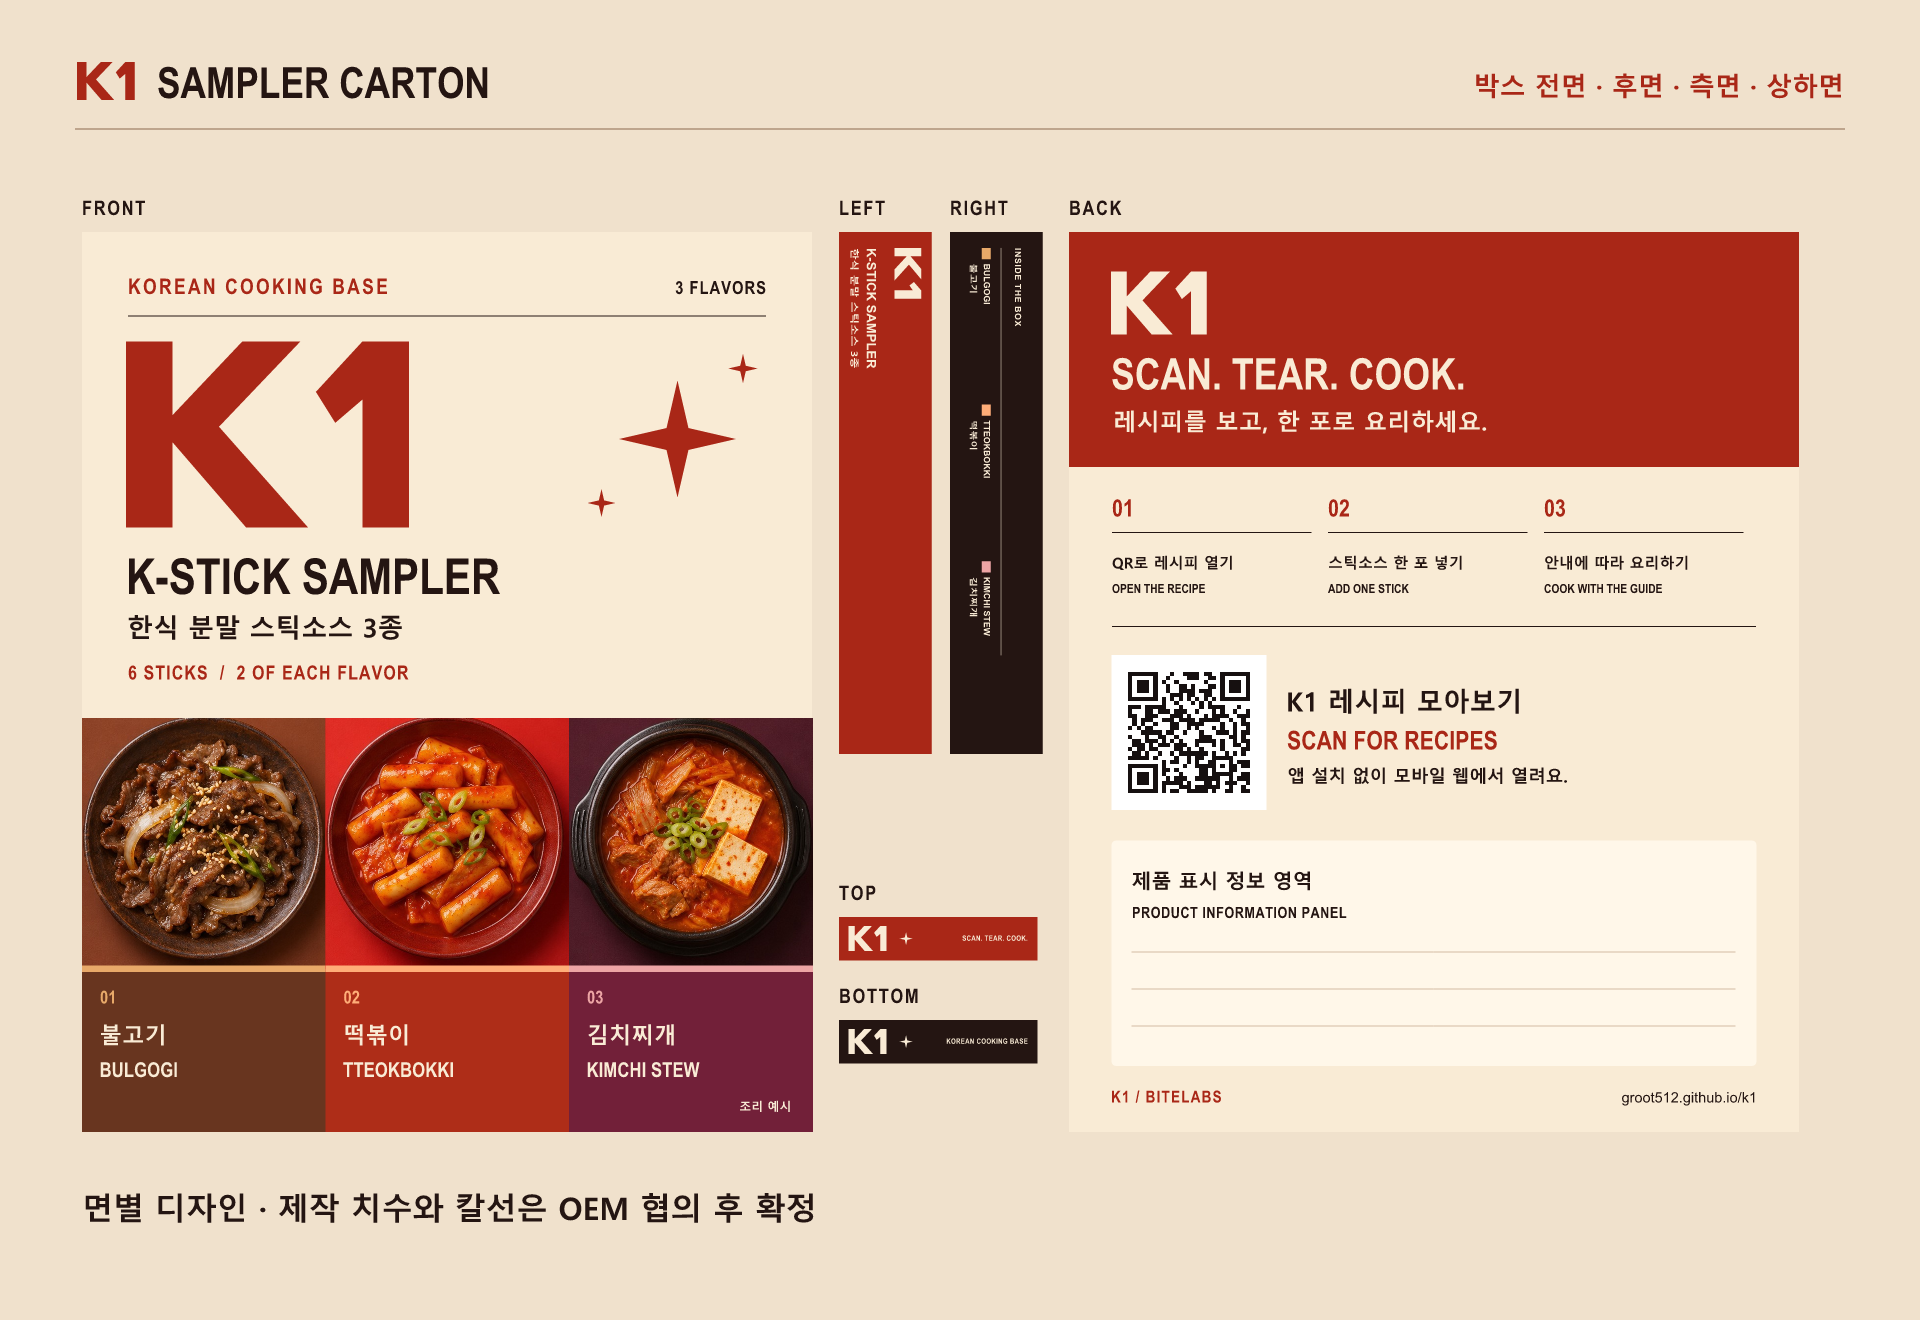 K1 SAMPLER CARTON
박스 전면 · 후면 · 측면 · 상하면
FRONT
KOREAN COOKING BASE
3 FLAVORS
K1
K-STICK SAMPLER
한식 분말 스틱소스 3종
6 STICKS / 2 OF EACH FLAVOR
01
불고기
BULGOGI
02
떡볶이
TTEOKBOKKI
03
김치찌개
KIMCHI STEW
조리 예시
LEFT
K1
K-STICK SAMPLER
한식 분말 스틱소스 3종
RIGHT
INSIDE THE BOX
BULGOGI
불고기
TTEOKBOKKI
떡볶이
KIMCHI STEW
김치찌개
TOP
K1
SCAN. TEAR. COOK.
BOTTOM
K1
KOREAN COOKING BASE
BACK
K1
SCAN. TEAR. COOK.
레시피를 보고, 한 포로 요리하세요.
01
QR로 레시피 열기
OPEN THE RECIPE
02
스틱소스 한 포 넣기
ADD ONE STICK
03
안내에 따라 요리하기
COOK WITH THE GUIDE
K1 레시피 모아보기
SCAN FOR RECIPES
앱 설치 없이 모바일 웹에서 열려요.
제품 표시 정보 영역
PRODUCT INFORMATION PANEL
K1 / BITELABS
groot512.github.io/k1
면별 디자인 · 제작 치수와 칼선은 OEM 협의 후 확정